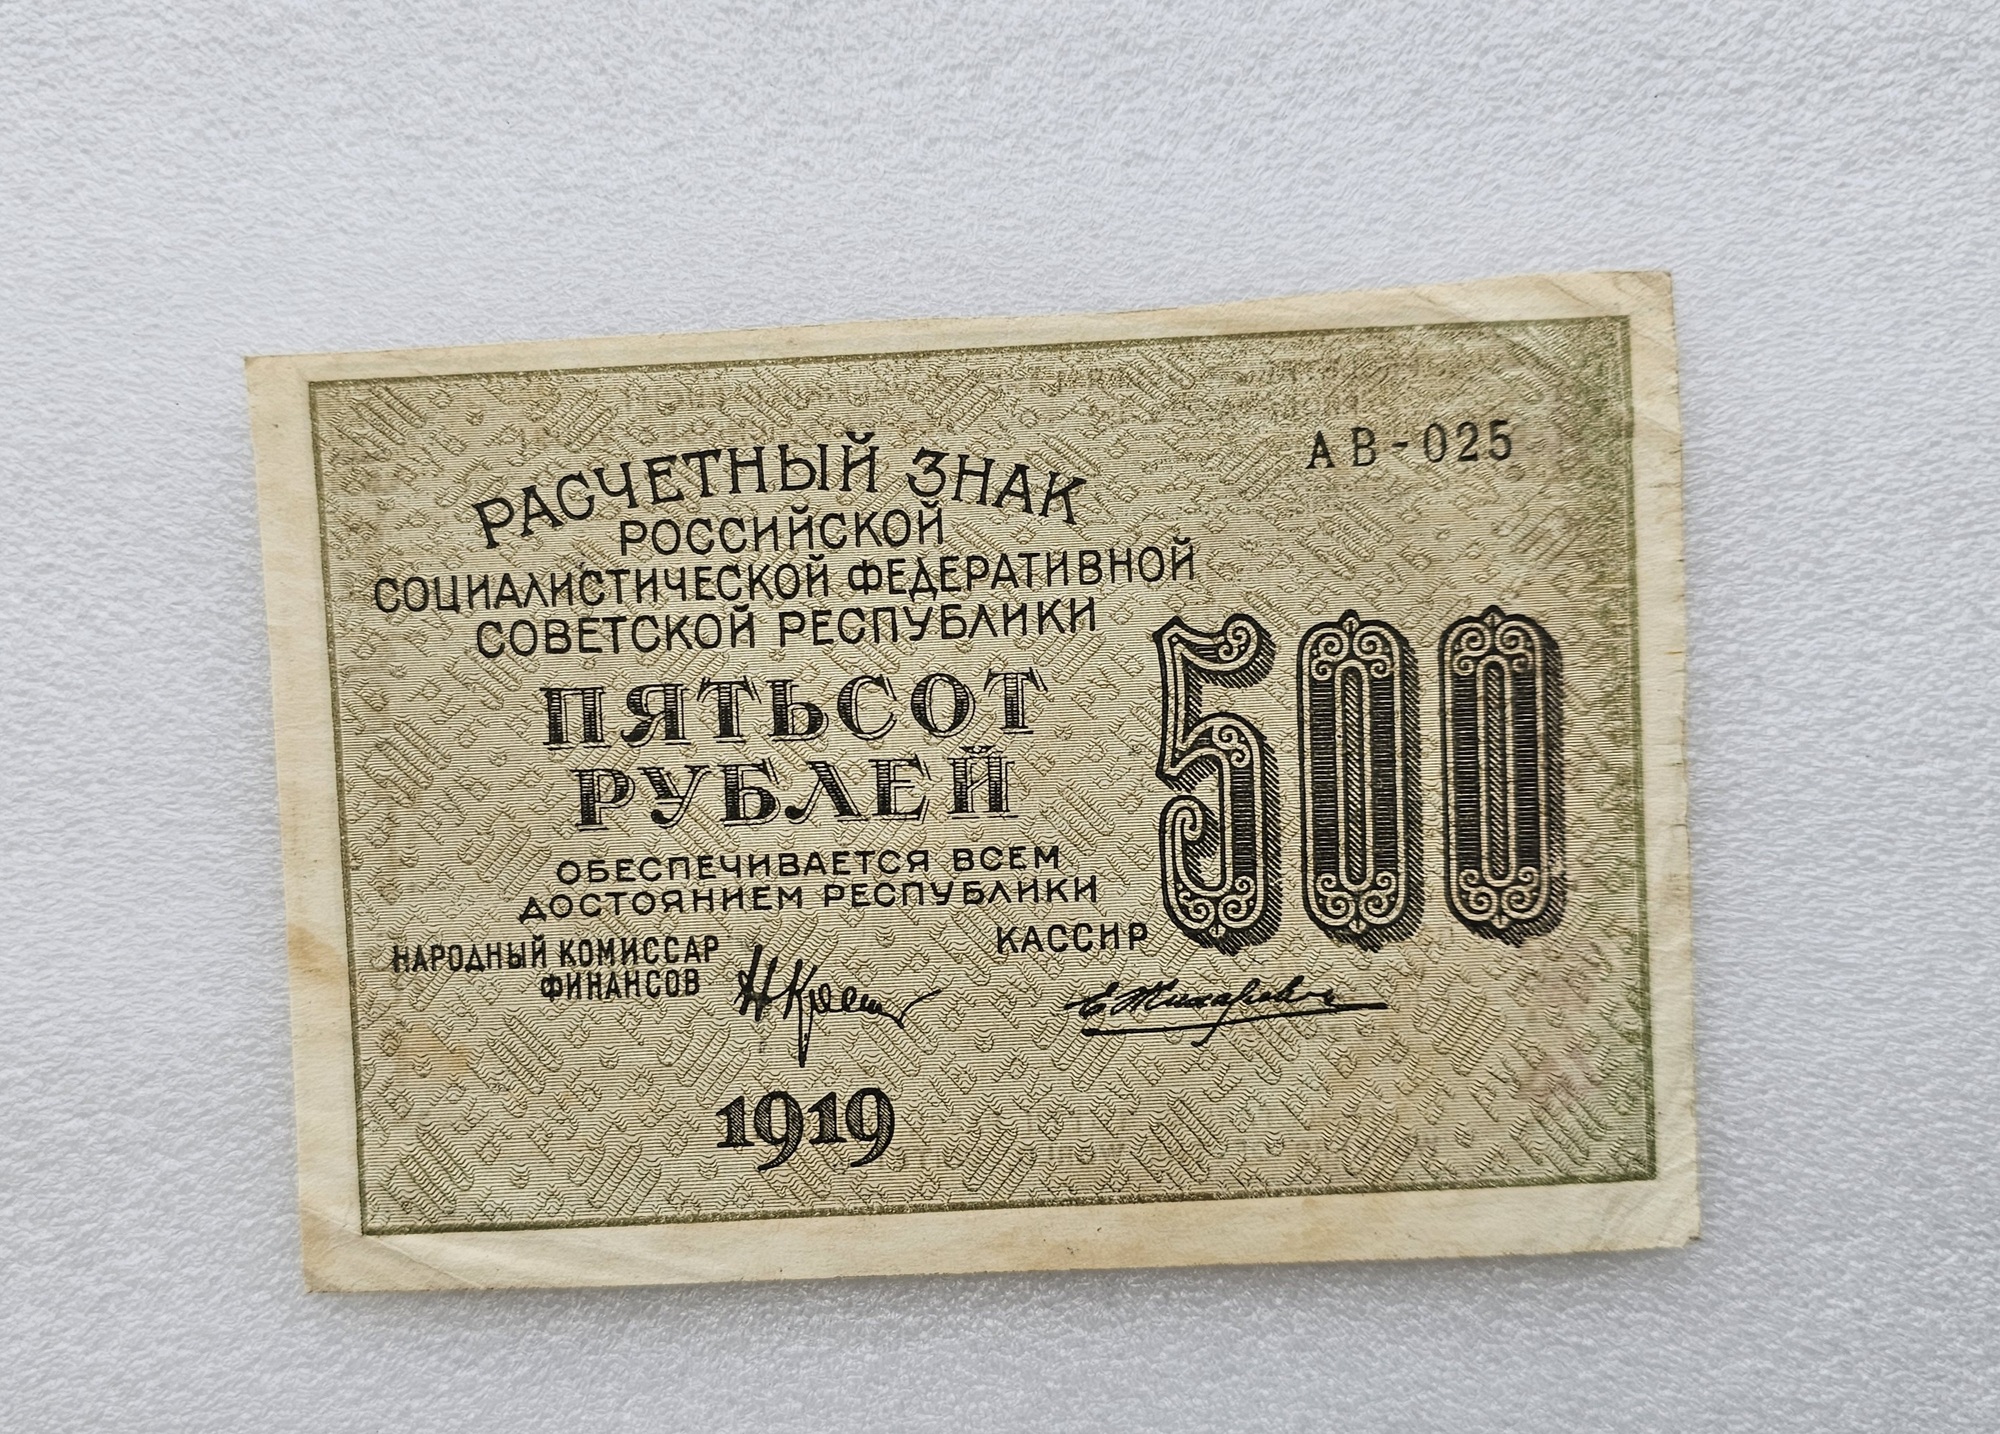 АВ-025
РАСЧЕТНЫЙ ЗНАК
РОССИЙСКОЙ
СОЦИАЛИСТИЧЕСКОЙ ФЕДЕРАТИВНОЙ
СОВЕТСКОЙ РЕСПУБЛИКИ
ПЯТЬСОТ
РУБЛЕЙ
500
ОБЕСПЕЧИВАЕТСЯ ВСЕМ
ДОСТОЯНИЕМ РЕСПУБЛИКИ
НАРОДНЫЙ КОМИССАР
ФИНАНСОВ
КАССИР
1919